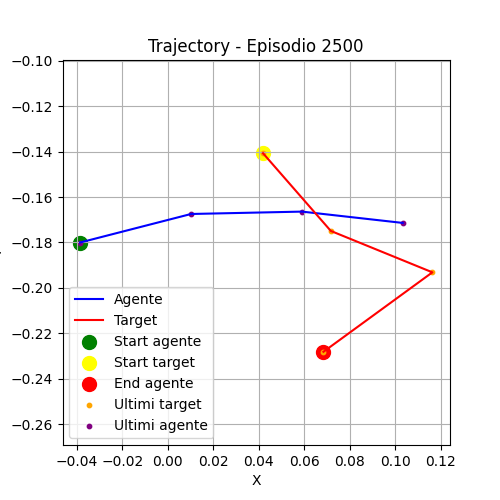 Trajectory - Episodio 2500
−0.10
−0.12
−0.14
−0.16
−0.18
−0.20
−0.22
−0.24
−0.26
Agente
Target
Start agente
Start target
End agente
Ultimi target
Ultimi agente
−0.04 −0.02 0.00 0.02 0.04 0.06 0.08 0.10 0.12
X